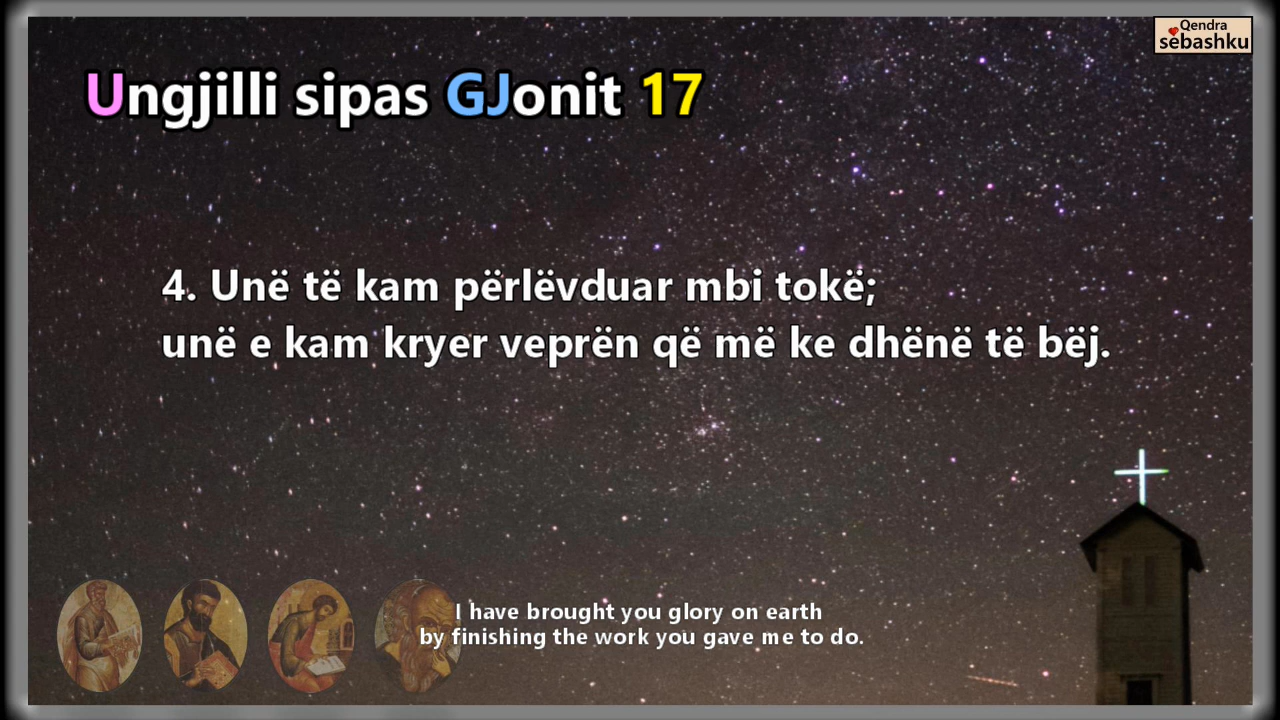 Qendra
sebashku
Ungjilli sipas GJonit 17
4. Unë të kam përlëvduar mbi tokë;
unë e kam kryer veprën që më ke dhënë të bëj.
I have brought you glory on earth
by finishing the work you gave me to do.